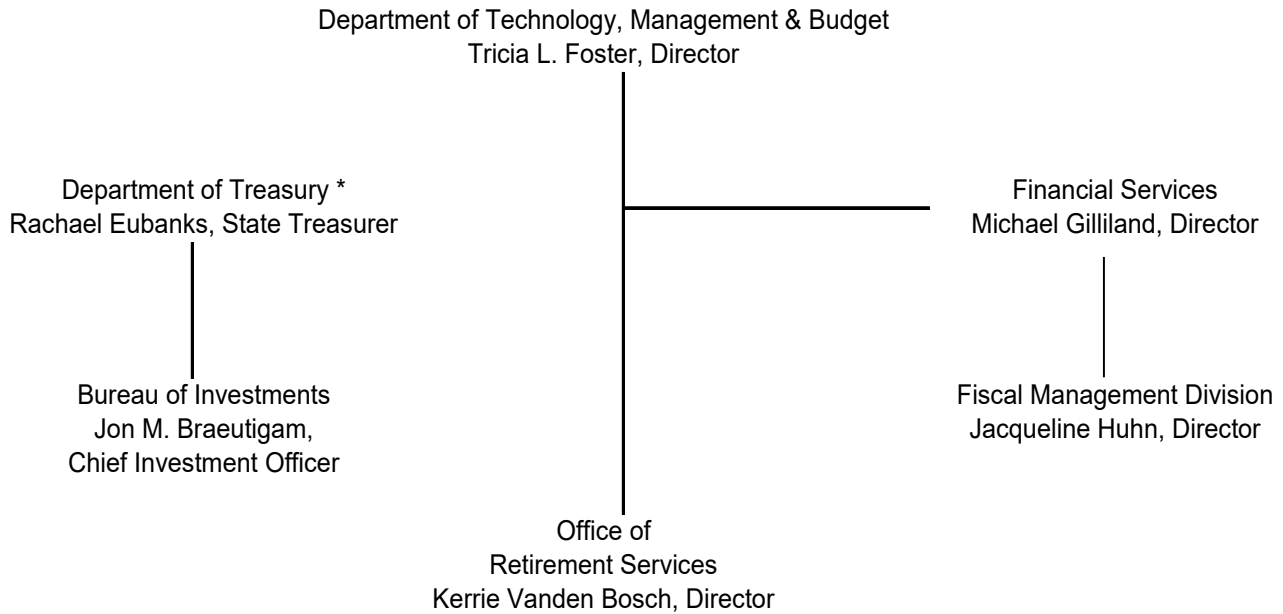 Department of Technology, Management & Budget
Tricia L. Foster, Director
Department of Treasury *
Rachael Eubanks, State Treasurer
Financial Services
Michael Gilliland, Director
Bureau of Investments
Jon M. Braeutigam,
Chief Investment Officer
Fiscal Management Division
Jacqueline Huhn, Director
Office of
Retirement Services
Kerrie Vanden Bosch, Director